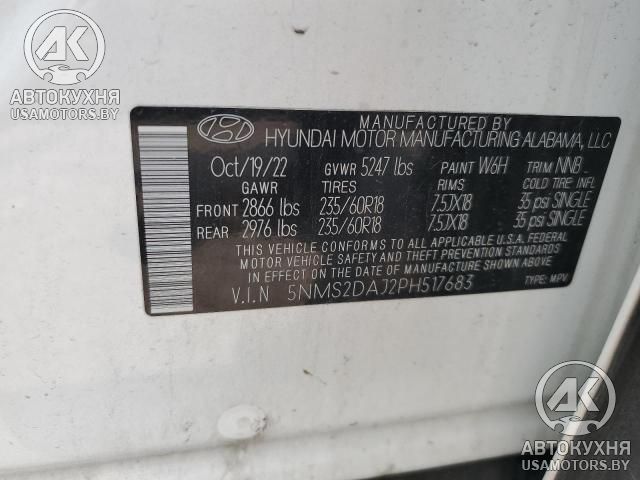 AK
АВТОКУХНЯ
USAMOTORS.BY
MANUFACTURED BY
HYUNDAI MOTOR MANUFACTURING ALABAMA, LLC
Oct/19/22 GVWR 5247 lbs PAINT W6H TRIM NNB
GAWR TIRES RIMS COLD TIRE INFL
FRONT 2866 lbs 235/60R18 7.5JX18 35 psi SINGLE
REAR 2976 lbs 235/60R18 7.5JX18 35 psi SINGLE
THIS VEHICLE CONFORMS TO ALL APPLICABLE U.S.A. FEDERAL
MOTOR VEHICLE SAFETY AND THEFT PREVENTION STANDARDS
IN EFFECT ON THE DATE OF MANUFACTURE SHOWN ABOVE.
V.I.N 5NMS2DAJ2PH517683 TYPE: MPV
AK
АВТОКУХНЯ
USAMOTORS.BY